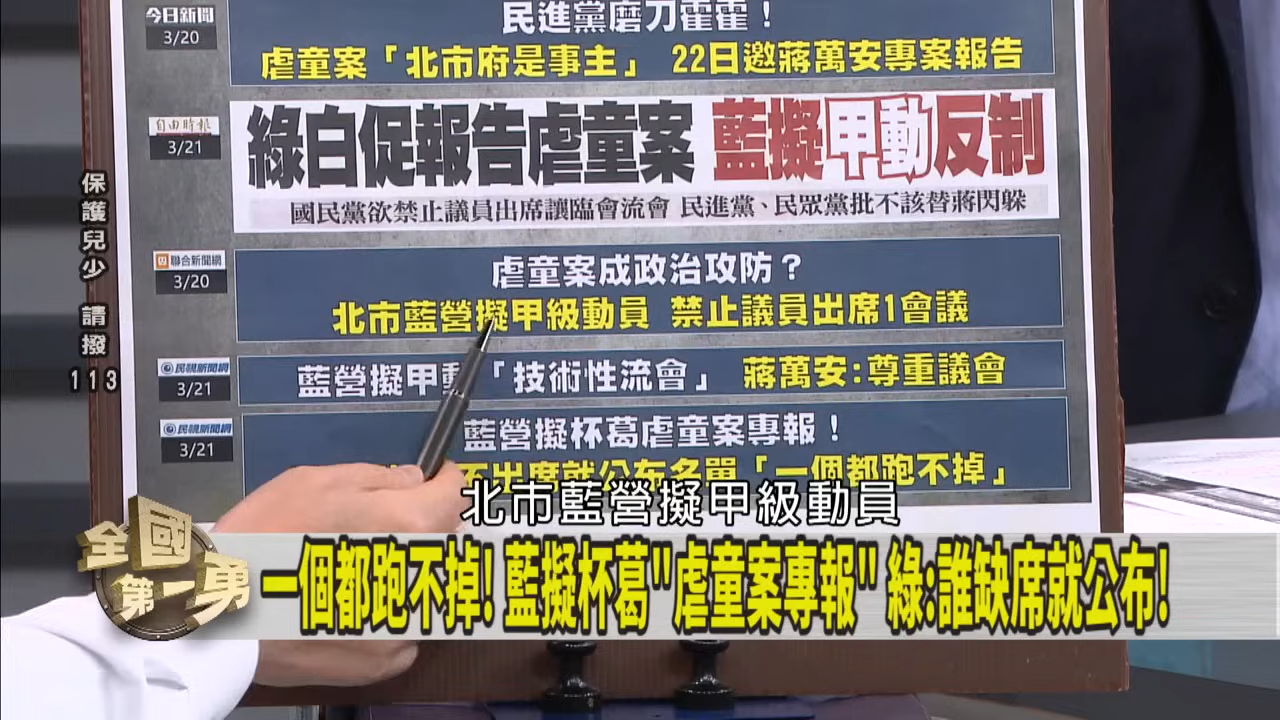 今日新聞
3/20
民進黨磨刀霍霍！
虐童案「北市府是事主」 22日邀蔣萬安專案報告
自由時報
3/21
綠白促報告虐童案 藍擬甲動反制
國民黨欲禁止議員出席讓臨會流會 民進黨、民眾黨批不該替蔣閃躲
聯合新聞網
3/20
虐童案成政治攻防？
北市藍營擬甲級動員 禁止議員出席1會議
民視新聞網
3/21
藍營擬甲動「技術性流會」 蔣萬安:尊重議會
民視新聞網
3/21
藍營擬杯葛虐童案專報！
不出席就公布名單「一個都跑不掉」
保護兒少 請撥
113
北市藍營擬甲級動員
全國第一勇
一個都跑不掉! 藍擬杯葛"虐童案專報" 綠:誰缺席就公布!